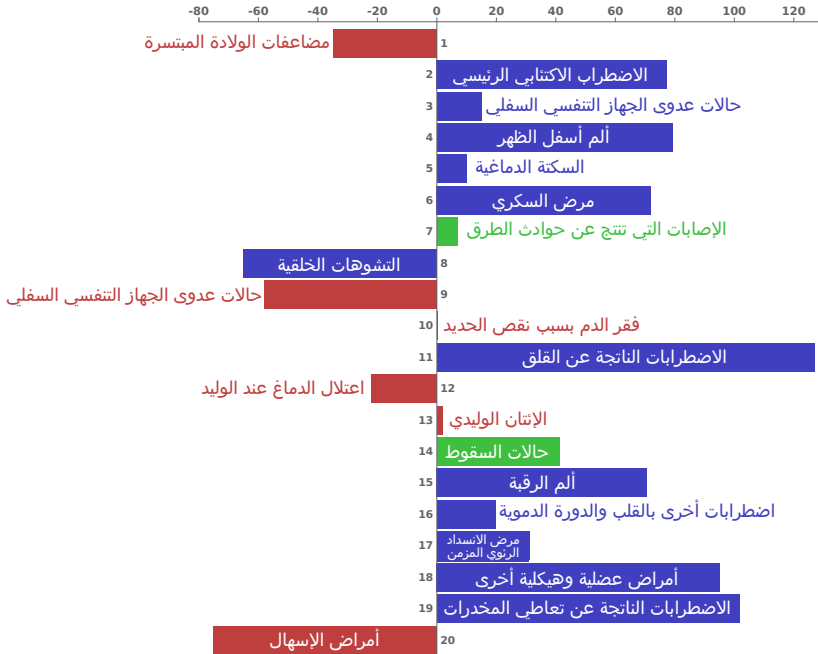 -80 -60 -40 -20 0 20 40 60 80 100 120
مضاعفات الولادة المبتسرة 1
2 الاضطراب الاكتئابي الرئيسي
3 حالات عدوى الجهاز التنفسي السفلي
4 ألم أسفل الظهر
5 السكتة الدماغية
6 مرض السكري
7 الإصابات التي تنتج عن حوادث الطرق
التشوهات الخلقية 8
حالات عدوى الجهاز التنفسي السفلي 9
10 فقر الدم بسبب نقص الحديد
11 الاضطرابات الناتجة عن القلق
اعتلال الدماغ عند الوليد 12
13 الإنتان الوليدي
14 حالات السقوط
15 ألم الرقبة
16 اضطرابات أخرى بالقلب والدورة الدموية
17 مرض الانسداد
الرئوي المزمن
18 أمراض عضلية وهيكلية أخرى
19 الاضطرابات الناتجة عن تعاطي المخدرات
أمراض الإسهال 20